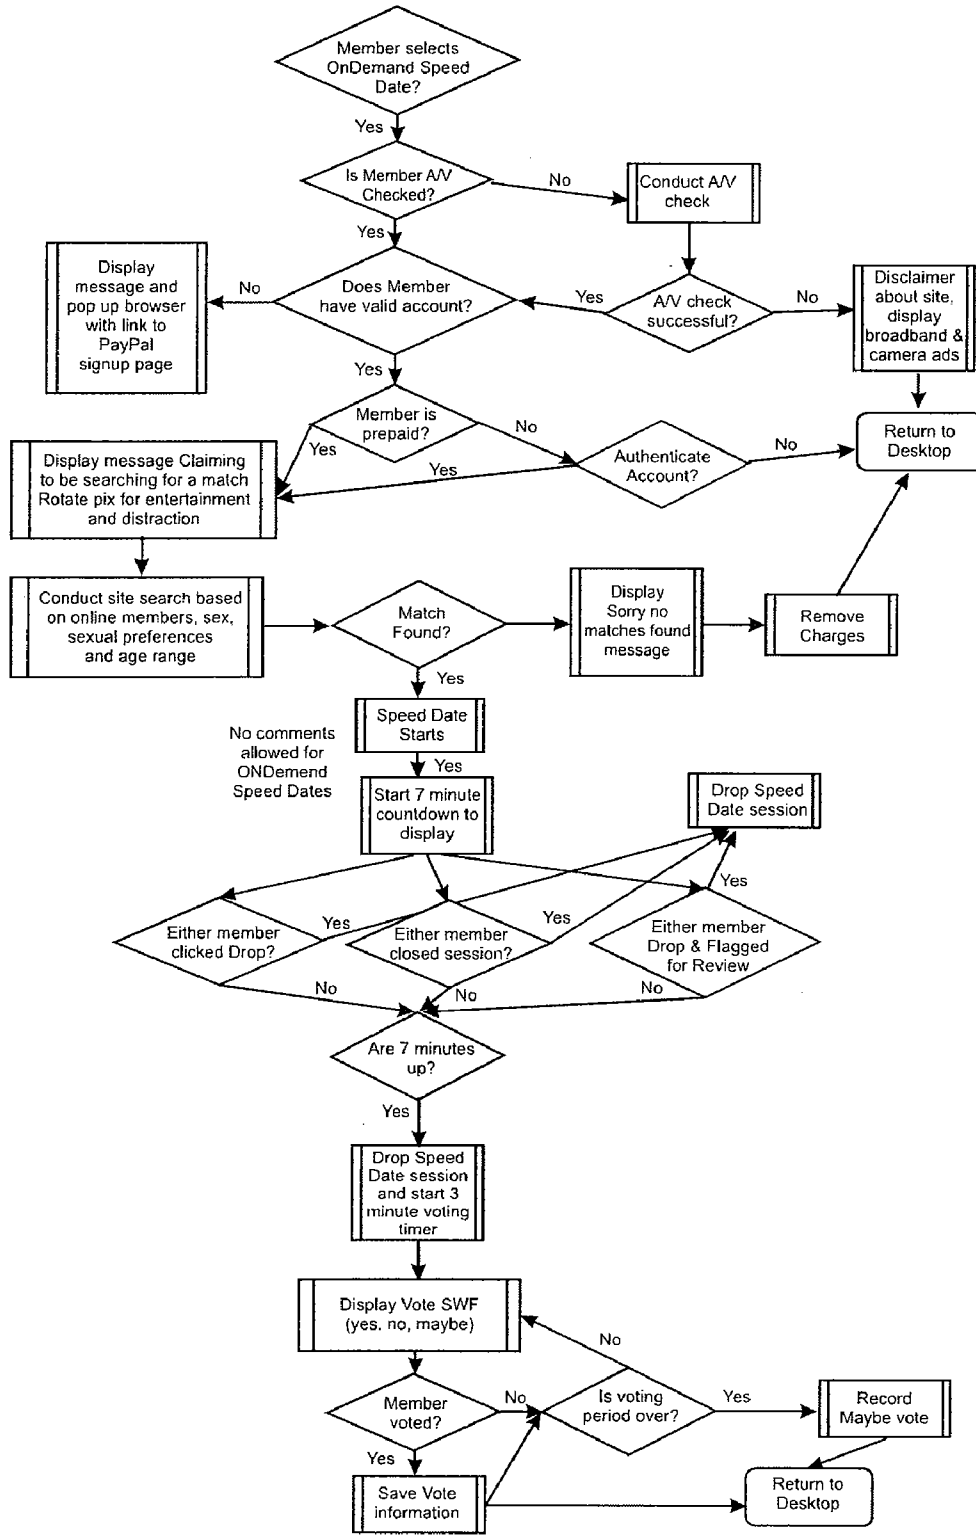 Member selects
OnDemand Speed
Date?
Yes
Is Member A/V
Checked?
No
Conduct A/V
check
Yes
Display
message and
pop up browser
with link to
PayPal
signup page
No
Does Member
have valid account?
Yes
A/V check
successful?
No
Disclaimer
about site,
display
broadband &
camera ads
Yes
Member is
prepaid?
Yes
No
Authenticate
Account?
No
Return to
Desktop
Yes
Display message Claiming
to be searching for a match
Rotate pix for entertainment
and distraction
Conduct site search based
on online members, sex,
sexual preferences
and age range
Match
Found?
Display
Sorry no
matches found
message
Remove
Charges
Yes
Speed Date
Starts
No comments
allowed for
ONDemend
Speed Dates
Yes
Start 7 minute
countdown to
display
Drop Speed
Date session
Either member
clicked Drop?
Yes
Either member
closed session?
Yes
Either member
Drop & Flagged
for Review
Yes
No
No
No
Are 7 minutes
up?
Yes
Drop Speed
Date session
and start 3
minute voting
timer
Display Vote SWF
(yes. no, maybe)
No
Member
voted?
No
Is voting
period over?
Yes
Record
Maybe vote
Yes
Save Vote
information
Return to
Desktop